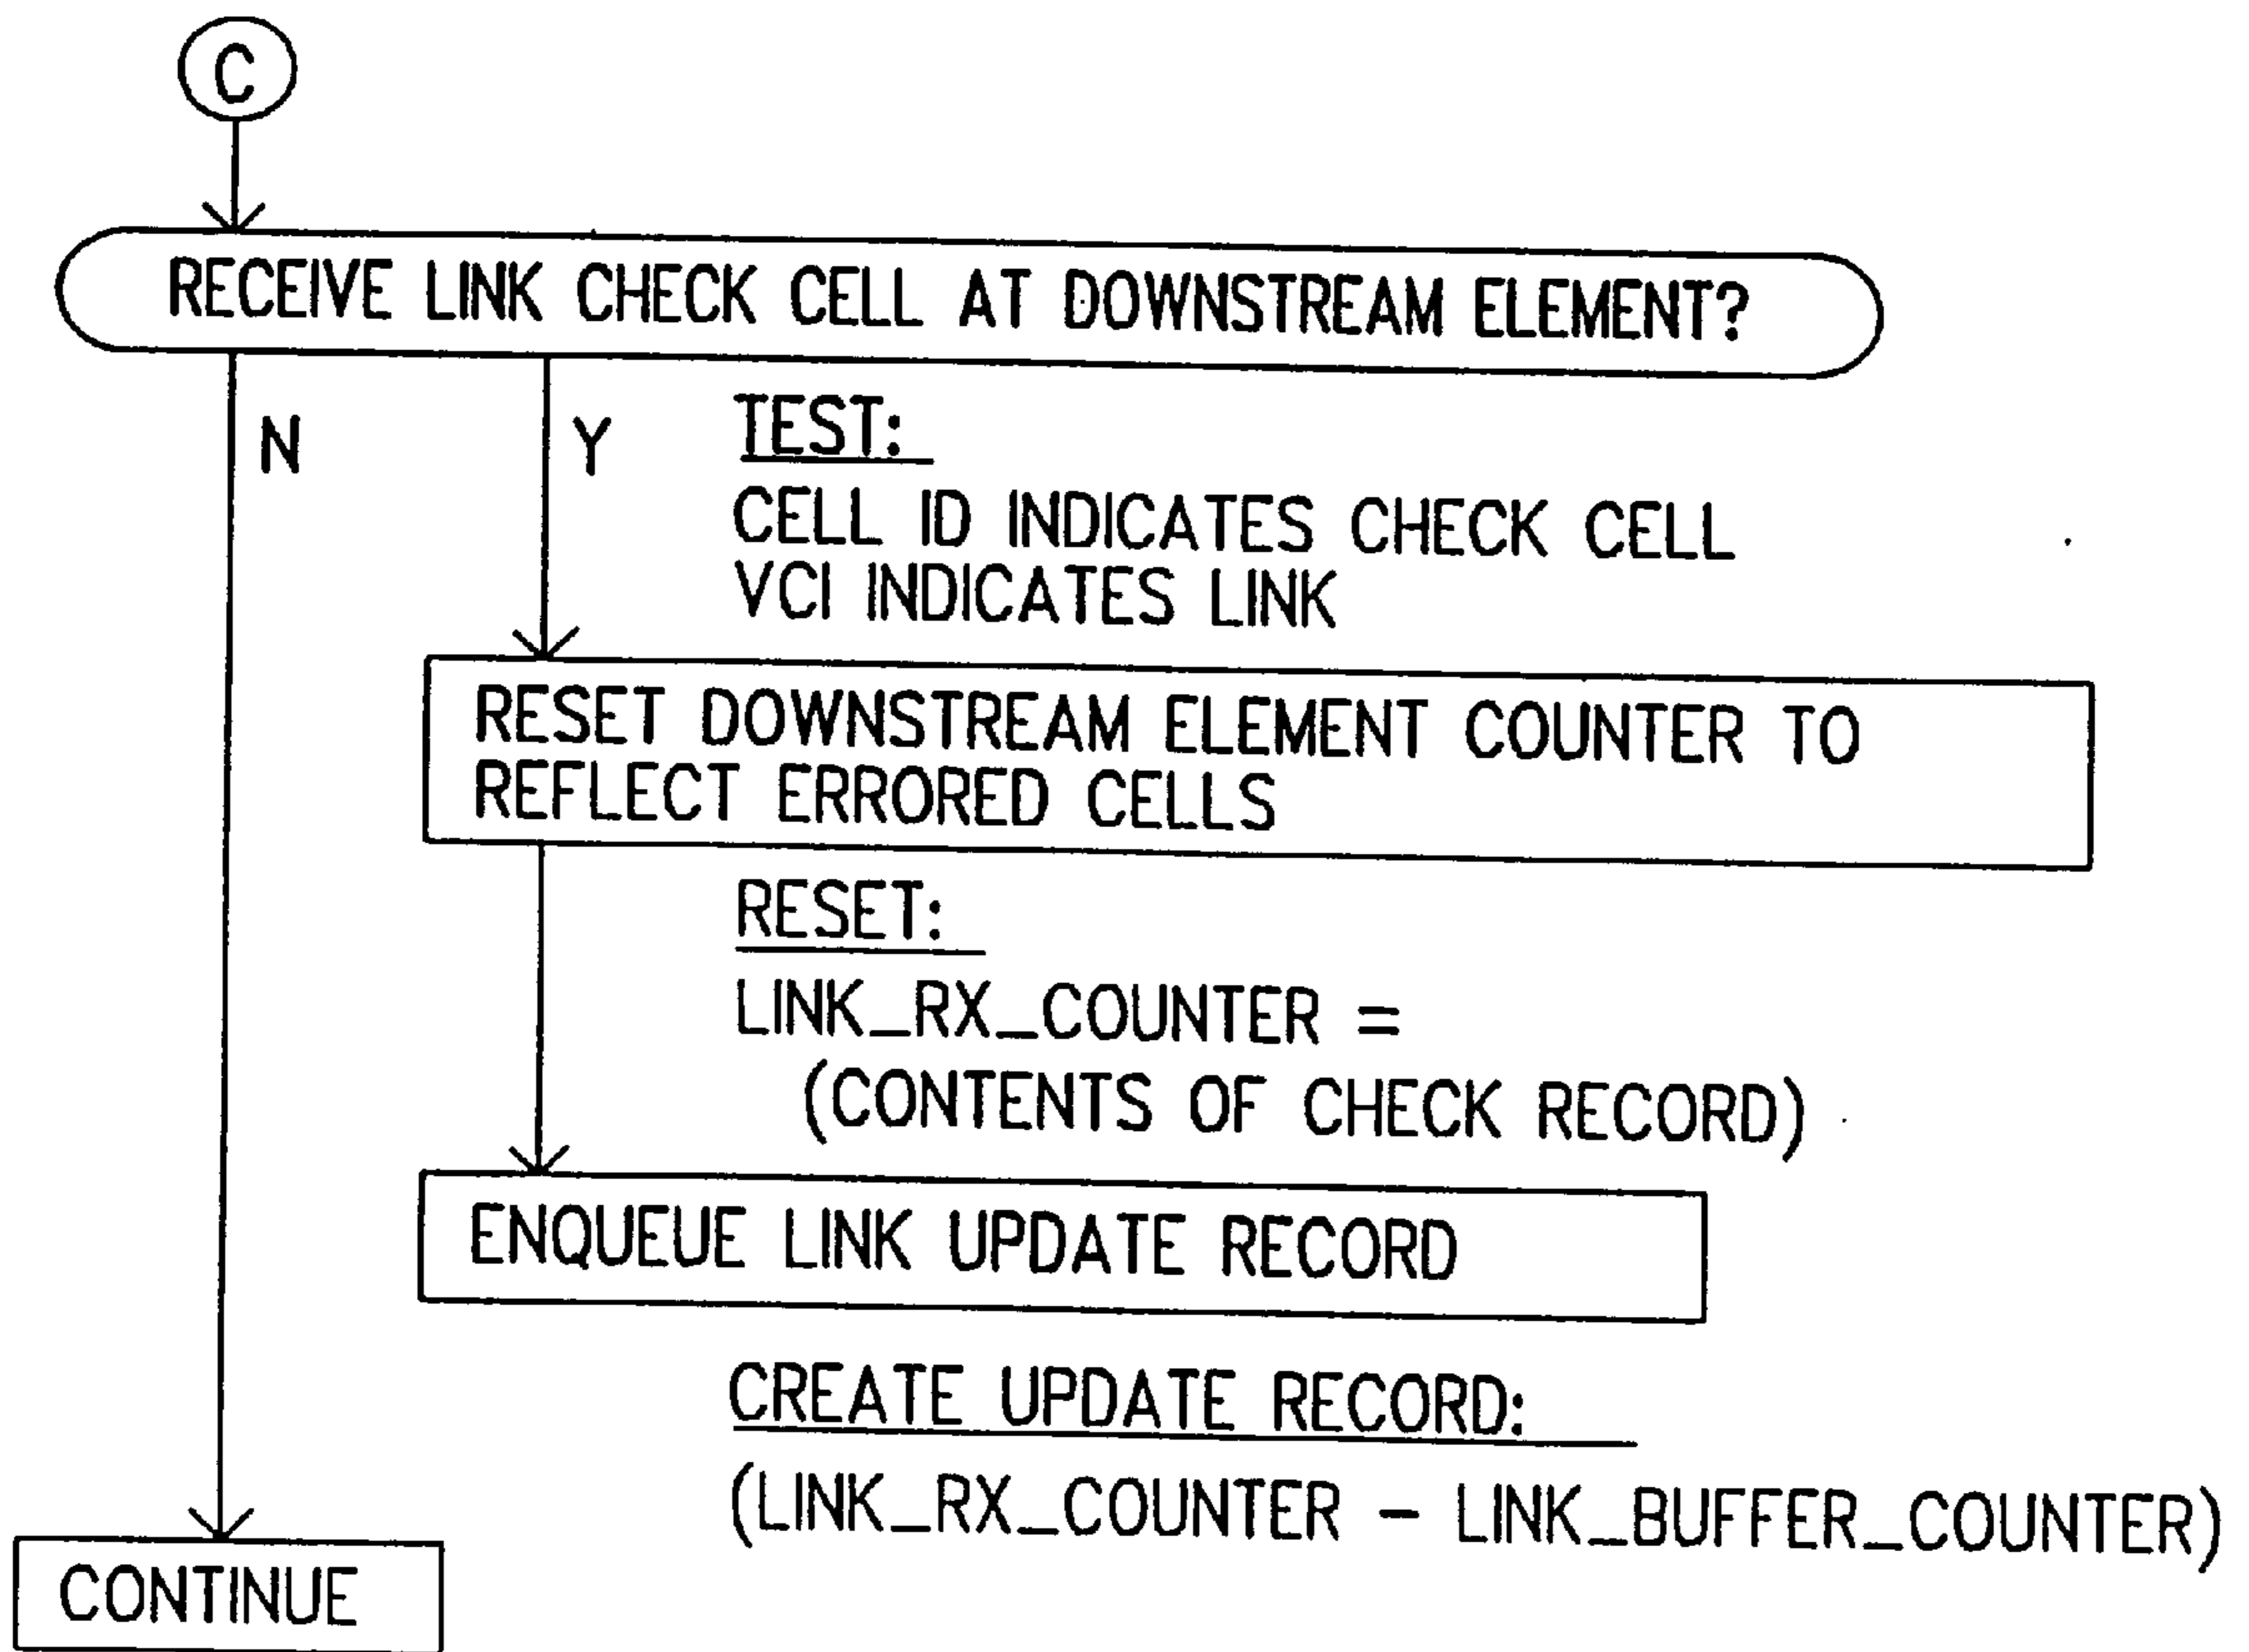 C
RECEIVE LINK CHECK CELL AT DOWNSTREAM ELEMENT?
N
Y
TEST:
CELL ID INDICATES CHECK CELL
VCI INDICATES LINK
RESET DOWNSTREAM ELEMENT COUNTER TO
REFLECT ERRORED CELLS
RESET:
LINK_RX_COUNTER =
(CONTENTS OF CHECK RECORD)
ENQUEUE LINK UPDATE RECORD
CREATE UPDATE RECORD:
(LINK_RX_COUNTER - LINK_BUFFER_COUNTER)
CONTINUE